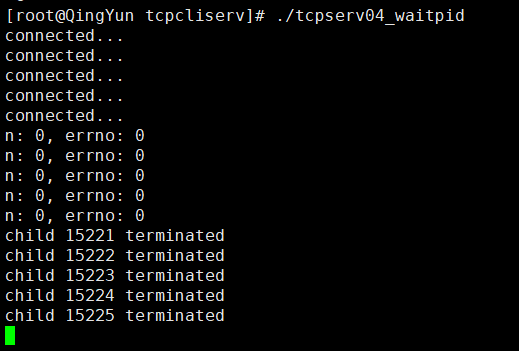 [root@QingYun tcpcliserv]# ./tcpserv04_waitpid
connected...
connected...
connected...
connected...
connected...
n: 0, errno: 0
n: 0, errno: 0
n: 0, errno: 0
n: 0, errno: 0
n: 0, errno: 0
child 15221 terminated
child 15222 terminated
child 15223 terminated
child 15224 terminated
child 15225 terminated